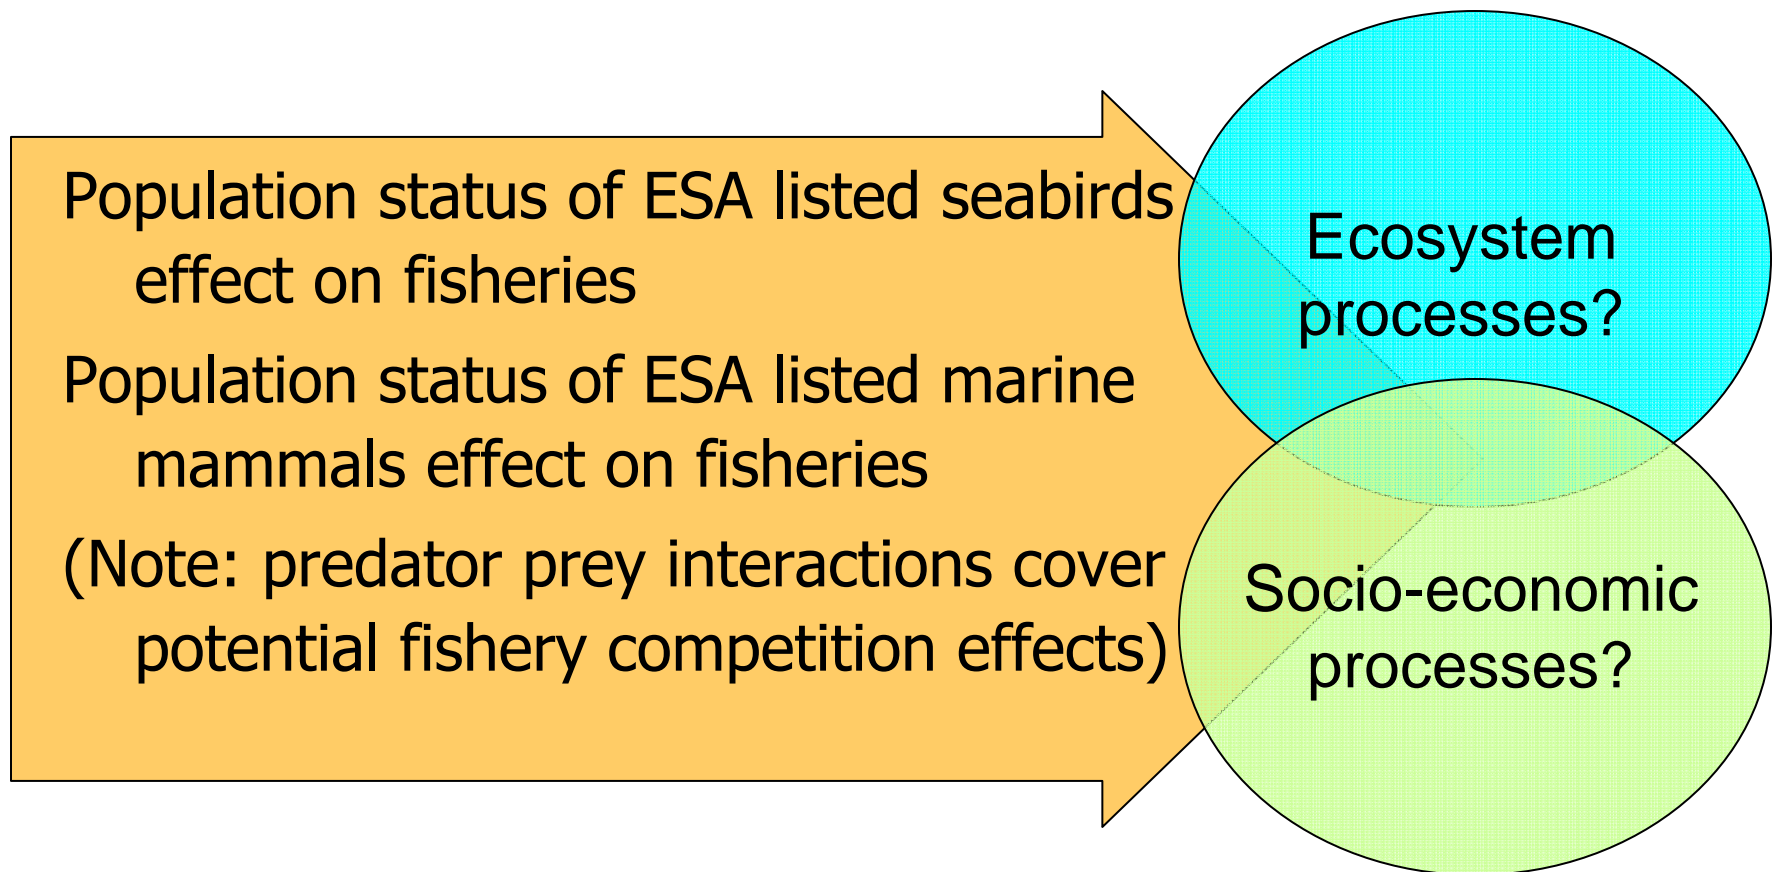 Population status of ESA listed seabirds
effect on fisheries
Population status of ESA listed marine
mammals effect on fisheries
(Note: predator prey interactions cover
potential fishery competition effects)
Ecosystem
processes?
Socio-economic
processes?